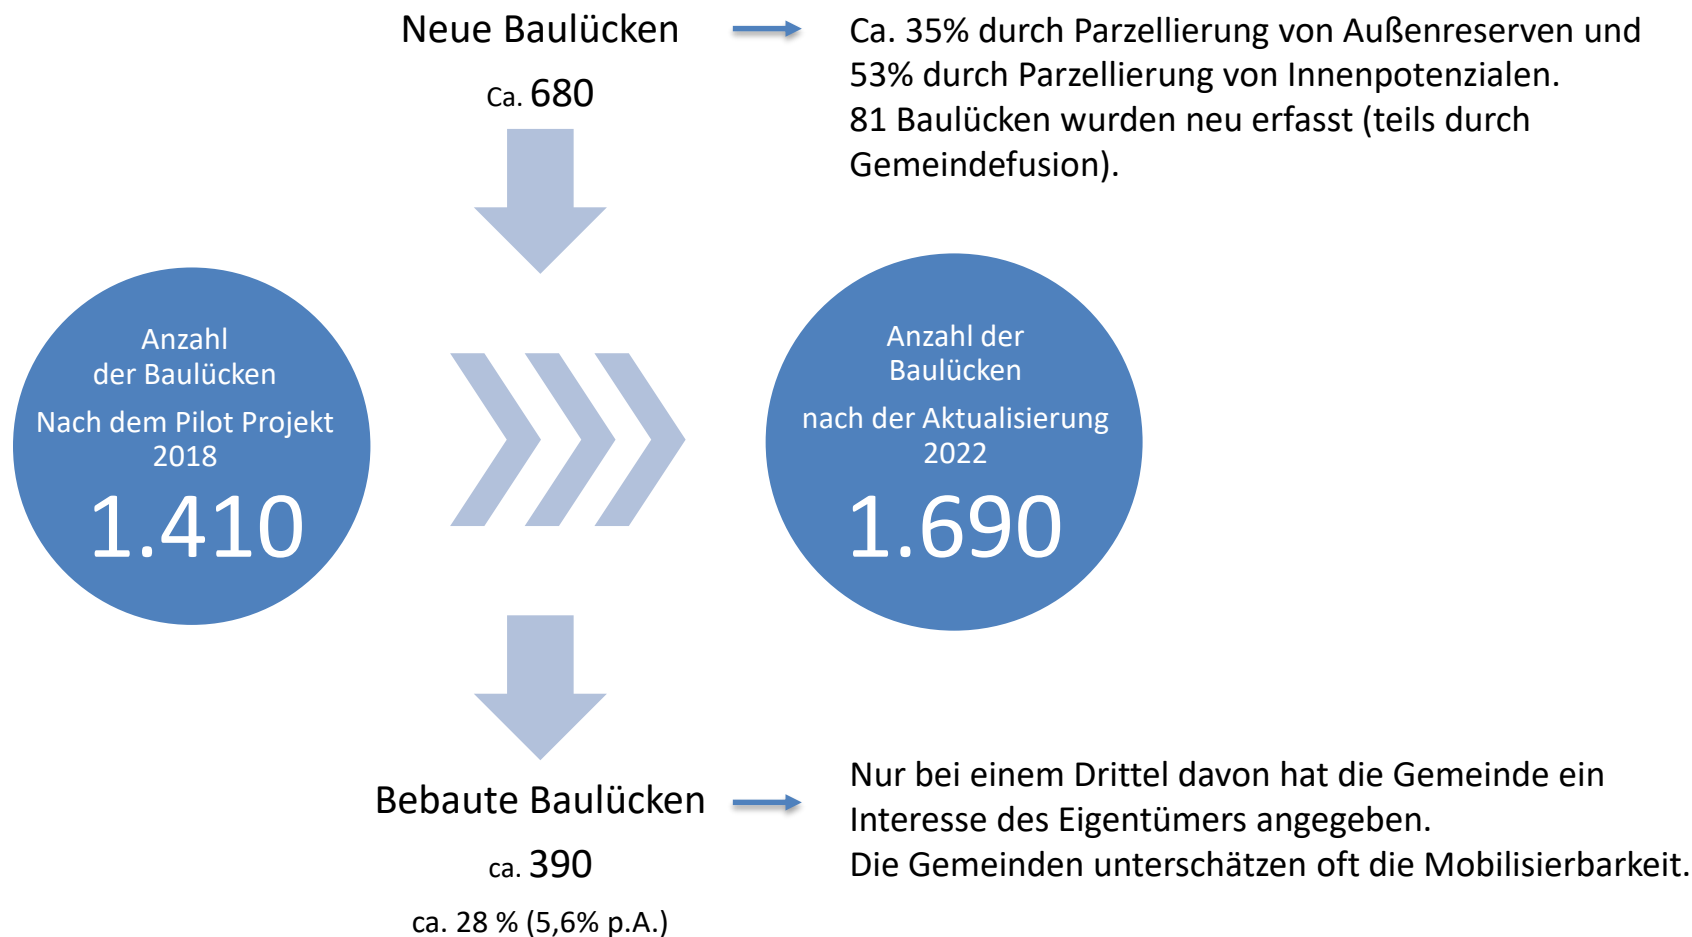 Neue Baulücken
Ca. 680
Ca. 35% durch Parzellierung von Außenreserven und
53% durch Parzellierung von Innenpotenzialen.
81 Baulücken wurden neu erfasst (teils durch
Gemeindefusion).
Anzahl
der Baulücken
Nach dem Pilot Projekt
2018
1.410
Anzahl der
Baulücken
nach der Aktualisierung
2022
1.690
Bebaute Baulücken
ca. 390
ca. 28 % (5,6% p.A.)
Nur bei einem Drittel davon hat die Gemeinde ein
Interesse des Eigentümers angegeben.
Die Gemeinden unterschätzen oft die Mobilisierbarkeit.